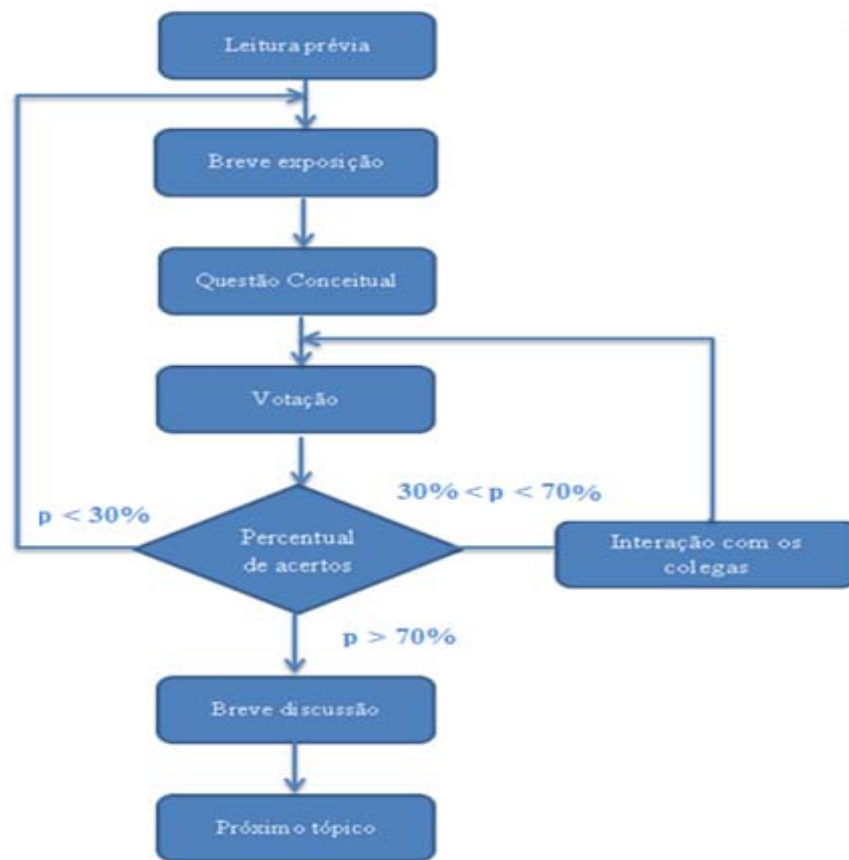 Leitura prévia
Breve exposição
Questão Conceitual
Votação
p < 30%
30% < p < 70%
Percentual
de acertos
Interação com os
colegas
p > 70%
Breve discussão
Próximo tópico